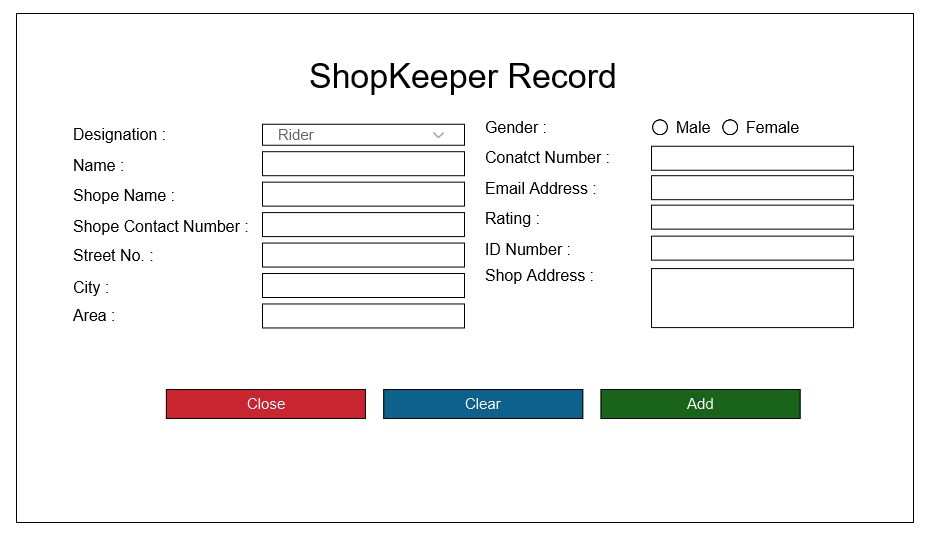 ShopKeeper Record
Designation : Rider
Name :
Shope Name :
Shope Contact Number :
Street No. :
City :
Area :
Gender : Male Female
Conatct Number :
Email Address :
Rating :
ID Number :
Shop Address :
Close Clear Add